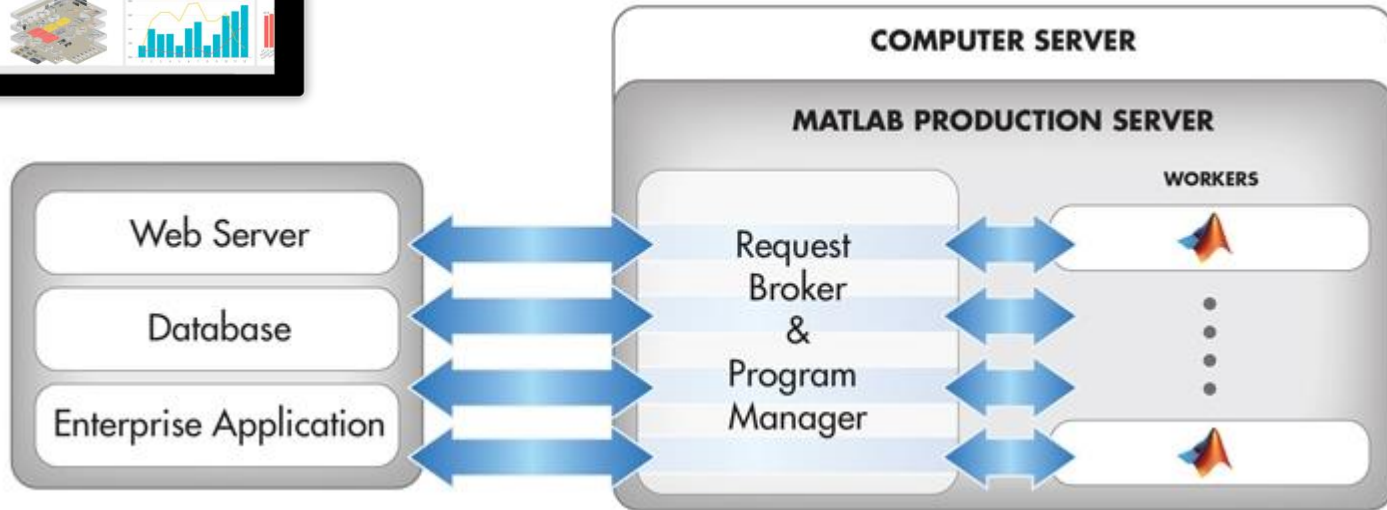 COMPUTER SERVER
MATLAB PRODUCTION SERVER
WORKERS
Web Server
Database
Enterprise Application
Request
Broker
&
Program
Manager